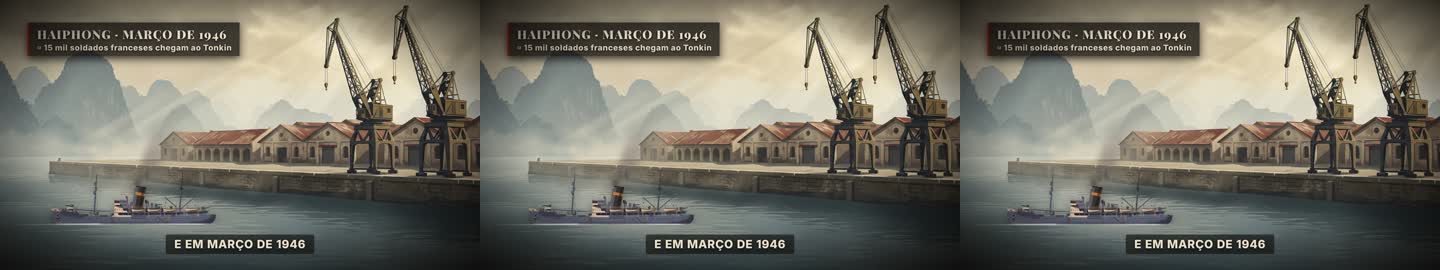 HAIPHONG · MARÇO DE 1946
≈ 15 mil soldados franceses chegam ao Tonkin
E EM MARÇO DE 1946
HAIPHONG · MARÇO DE 1946
≈ 15 mil soldados franceses chegam ao Tonkin
E EM MARÇO DE 1946
HAIPHONG · MARÇO DE 1946
≈ 15 mil soldados franceses chegam ao Tonkin
E EM MARÇO DE 1946